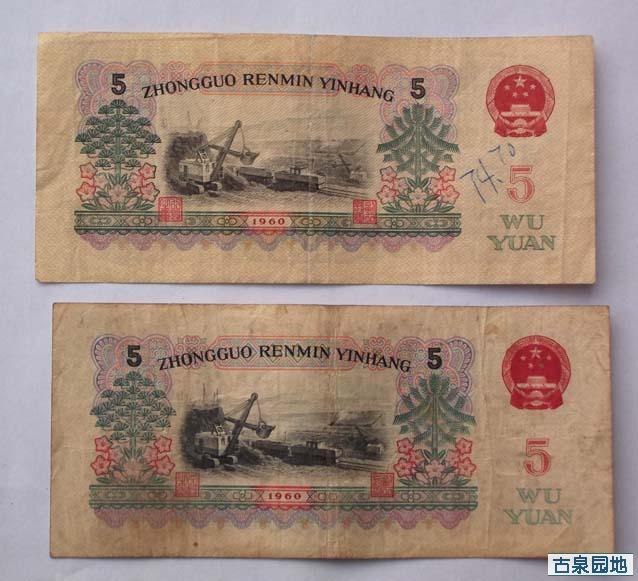 5 ZHONGGUO RENMIN YINHANG 5
74.70
5
1960
WU
YUAN
5 ZHONGGUO RENMIN YINHANG 5
5
1960
WU
YUAN
古泉园地